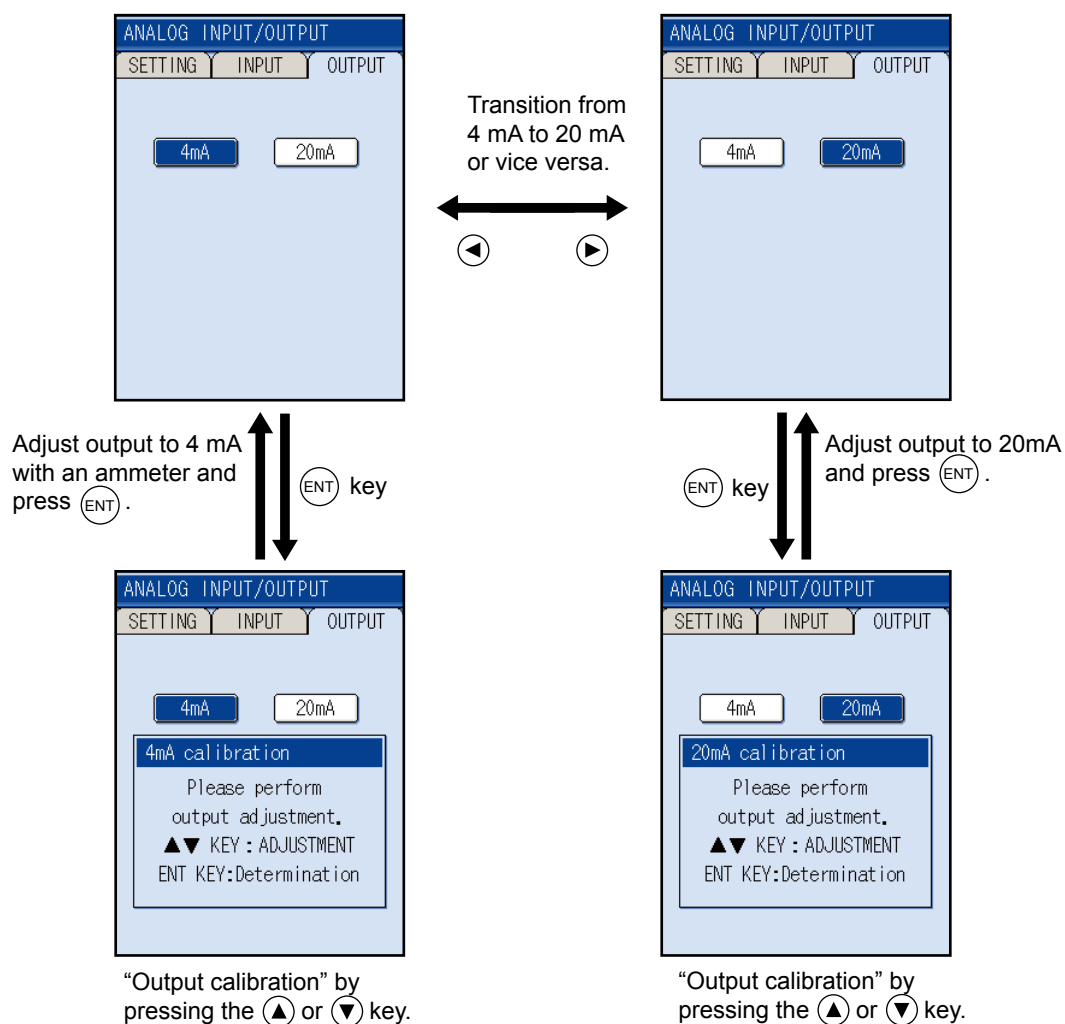 ANALOG INPUT/OUTPUT
SETTING INPUT OUTPUT
4mA 20mA
Transition from
4 mA to 20 mA
or vice versa.
◀ ▶
ANALOG INPUT/OUTPUT
SETTING INPUT OUTPUT
4mA 20mA
Adjust output to 4 mA
with an ammeter and
press ENT .
ENT key
ENT key
Adjust output to 20mA
and press ENT .
ANALOG INPUT/OUTPUT
SETTING INPUT OUTPUT
4mA 20mA
4mA calibration
Please perform
output adjustment.
▲▼ KEY : ADJUSTMENT
ENT KEY:Determination
“Output calibration” by
pressing the ▲ or ▼ key.
ANALOG INPUT/OUTPUT
SETTING INPUT OUTPUT
4mA 20mA
20mA calibration
Please perform
output adjustment.
▲▼ KEY : ADJUSTMENT
ENT KEY:Determination
“Output calibration” by
pressing the ▲ or ▼ key.